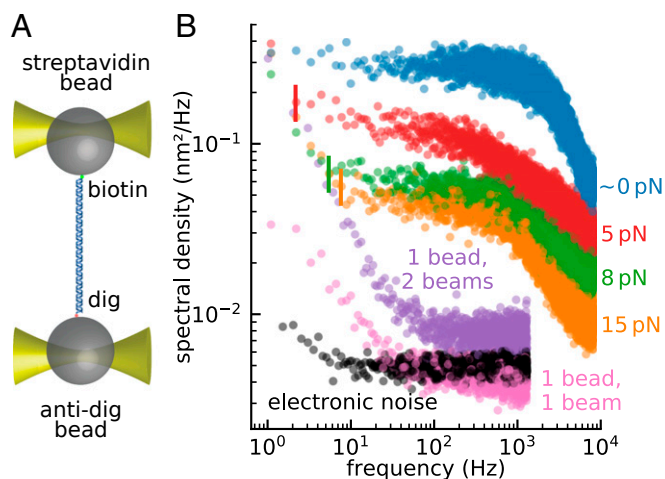 A
streptavidin
bead
biotin
dig
anti-dig
bead
B
spectral density (nm²/Hz)
10⁻¹
10⁻²
~0 pN
5 pN
8 pN
15 pN
1 bead,
2 beams
1 bead,
1 beam
electronic noise
10⁰ 10¹ 10² 10³ 10⁴
frequency (Hz)